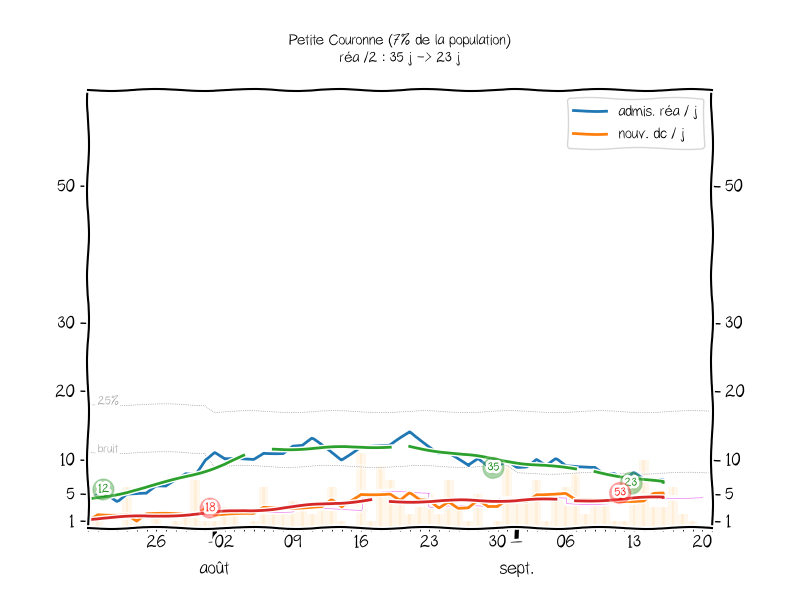 Petite Couronne (7% de la population)
réa /2 : 35 j -> 23 j
admis. réa / j
nouv. dc / j
50 50
30 30
20 20
25%
bruit
10 10
35
12
23
5 5
53
18
1 1
26 02 09 16 23 30 06 13 20
août sept.